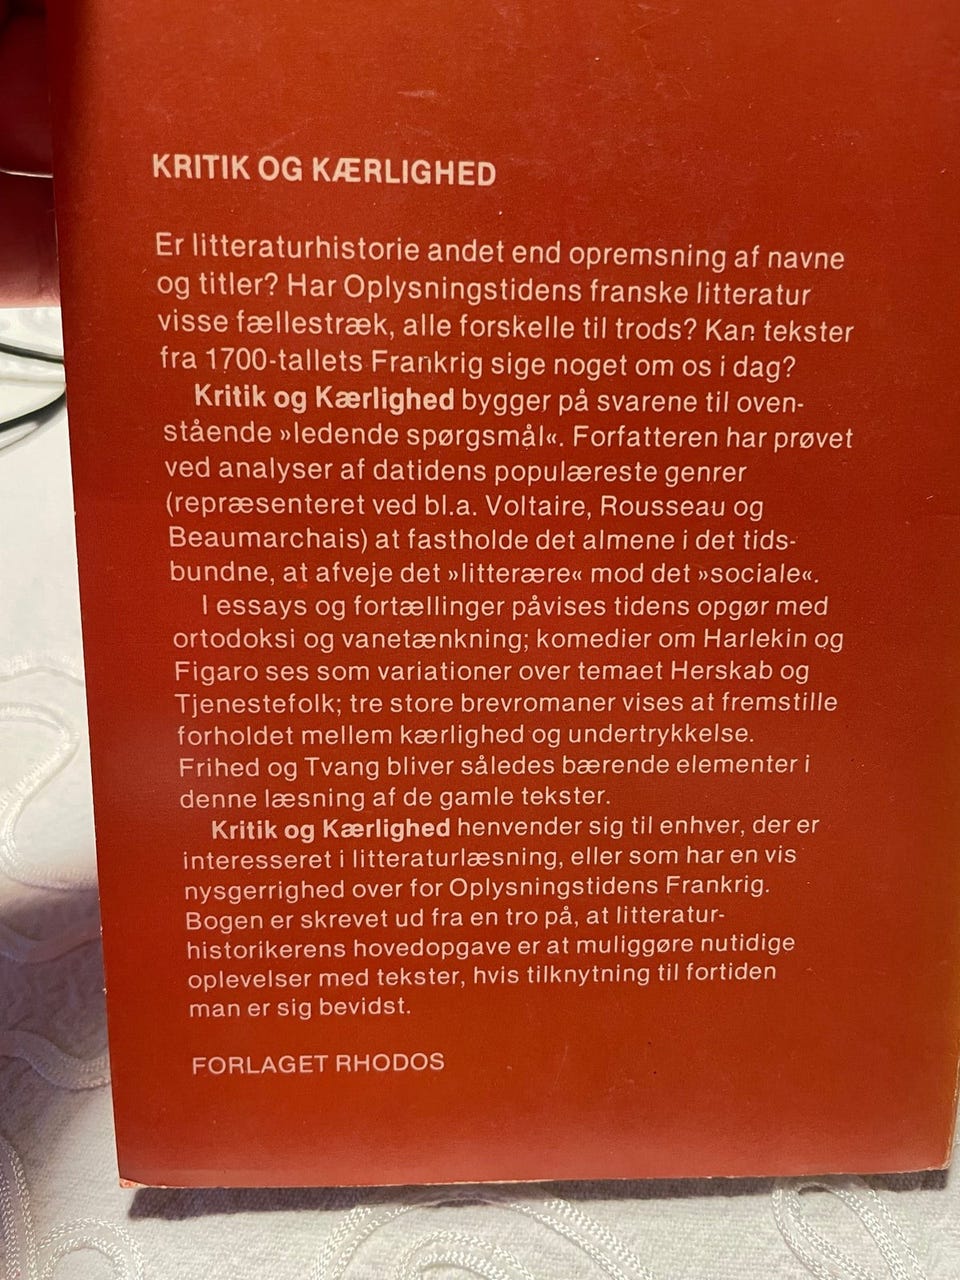 KRITIK OG KÆRLIGHED
Er litteraturhistorie andet end opremsning af navne
og titler? Har Oplysningstidens franske litteratur
visse fællestræk, alle forskelle til trods? Kan tekster
fra 1700-tallets Frankrig sige noget om os i dag?
Kritik og Kærlighed bygger på svarene til oven-
stående »ledende spørgsmål«. Forfatteren har prøvet
ved analyser af datidens populæreste genrer
(repræsenteret ved bl.a. Voltaire, Rousseau og
Beaumarchais) at fastholde det almene i det tids-
bundne, at afveje det »litterære« mod det »sociale«.
I essays og fortællinger påvises tidens opgør med
ortodoksi og vanetænkning; komedier om Harlekin og
Figaro ses som variationer over temaet Herskab og
Tjenestefolk; tre store brevromaner vises at fremstille
forholdet mellem kærlighed og undertrykkelse.
Frihed og Tvang bliver således bærende elementer i
denne læsning af de gamle tekster.
Kritik og Kærlighed henvender sig til enhver, der er
interesseret i litteraturlæsning, eller som har en vis
nysgerrighed over for Oplysningstidens Frankrig.
Bogen er skrevet ud fra en tro på, at litteratur-
historikerens hovedopgave er at muliggøre nutidige
oplevelser med tekster, hvis tilknytning til fortiden
man er sig bevidst.
FORLAGET RHODOS